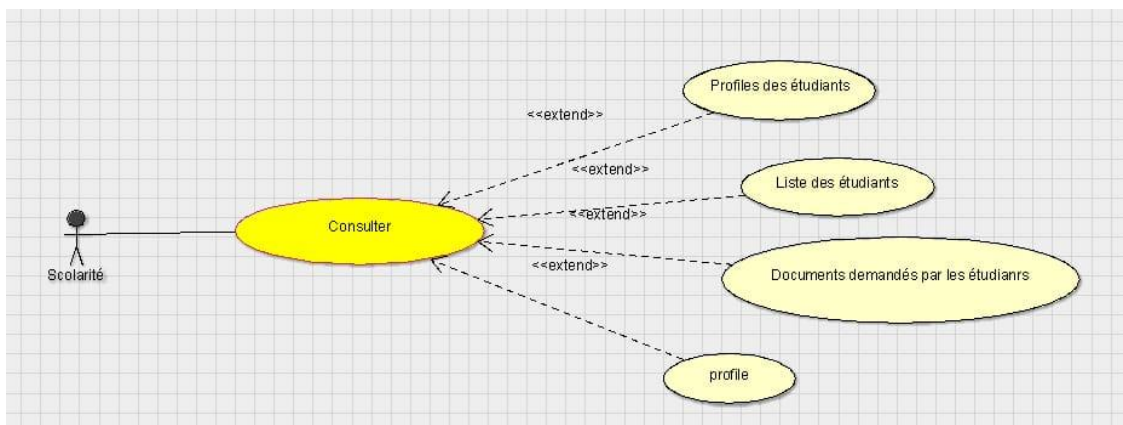 Profiles des étudiants
<<extend>>
<<extend>>
Liste des étudiants
<<extend>>
Consulter
Scolarité
<<extend>>
Documents demandés par les étudianrs
profile